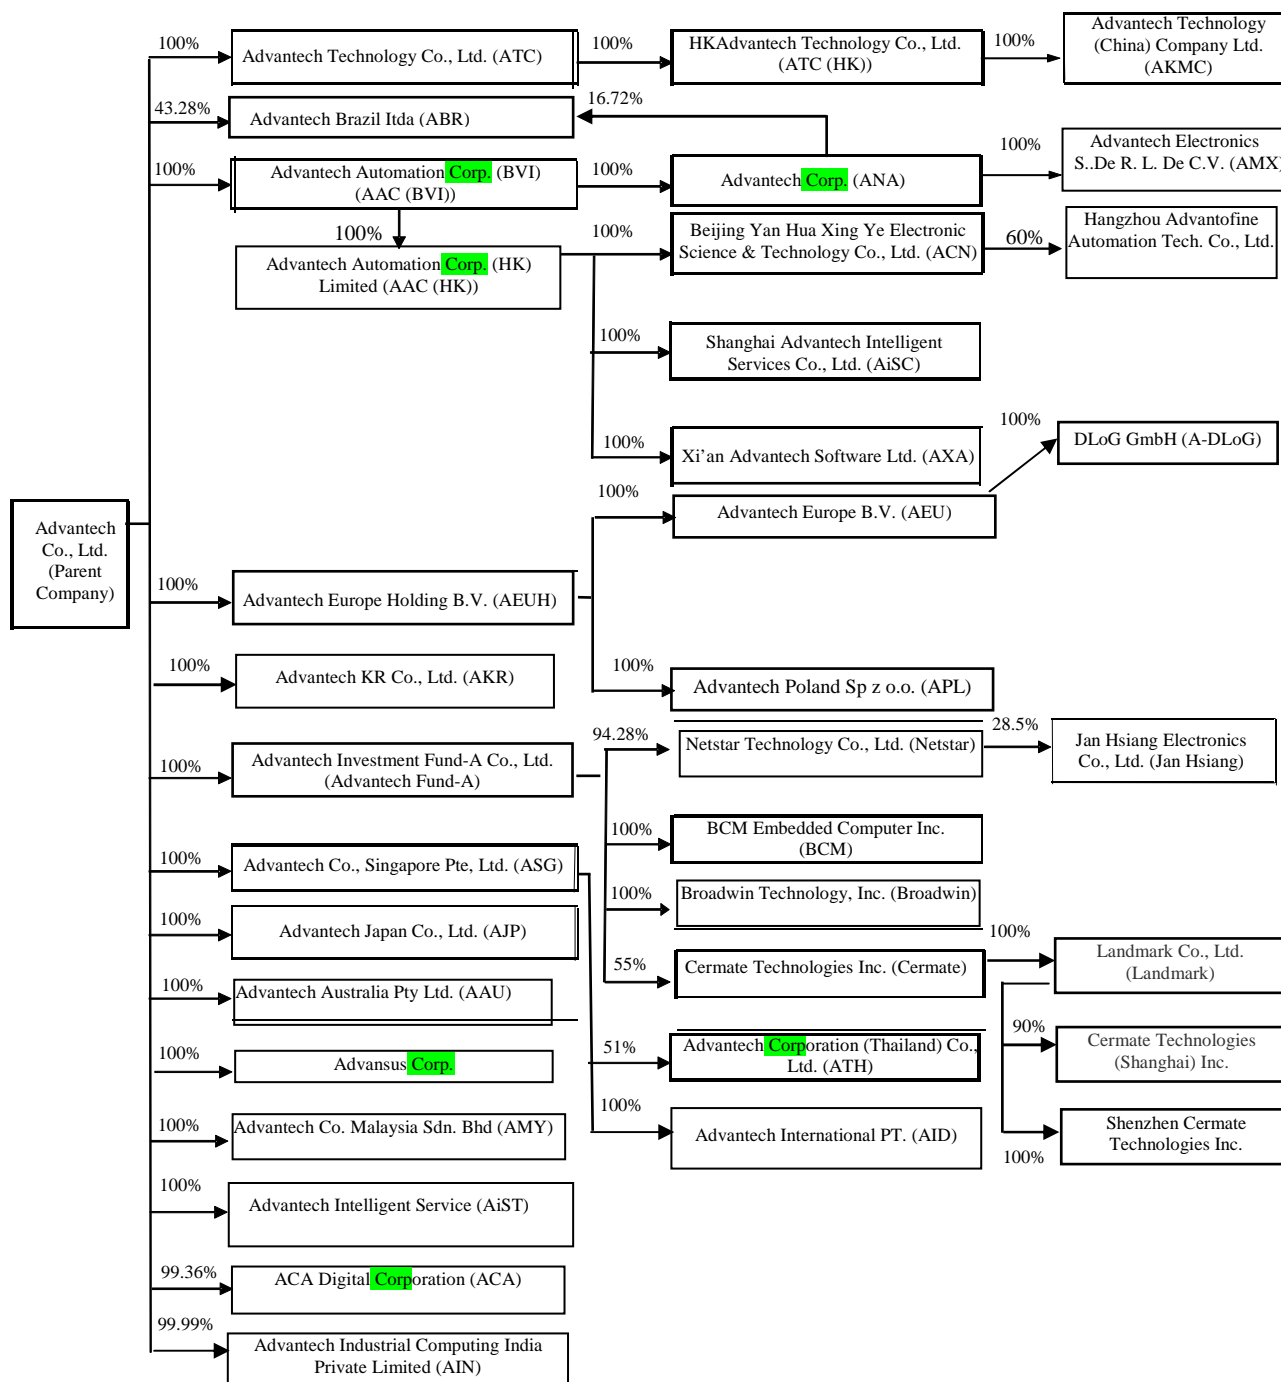 100%
Advantech Technology Co., Ltd. (ATC)
100%
HKAdvantech Technology Co., Ltd.
(ATC (HK))
100%
Advantech Technology
(China) Company Ltd.
(AKMC)
43.28%
Advantech Brazil ltda (ABR)
16.72%
100%
Advantech Automation Corp. (BVI)
(AAC (BVI))
100%
Advantech Corp. (ANA)
100%
Advantech Electronics
S..De R. L. De C.V. (AMX)
100%
Advantech Automation Corp. (HK)
Limited (AAC (HK))
100%
Beijing Yan Hua Xing Ye Electronic
Science & Technology Co., Ltd. (ACN)
60%
Hangzhou Advantofine
Automation Tech. Co., Ltd.
100%
Shanghai Advantech Intelligent
Services Co., Ltd. (AiSC)
100%
Xi’an Advantech Software Ltd. (AXA)
100%
DLoG GmbH (A-DLoG)
100%
Advantech Europe B.V. (AEU)
Advantech
Co., Ltd.
(Parent
Company)
100%
Advantech Europe Holding B.V. (AEUH)
100%
Advantech KR Co., Ltd. (AKR)
100%
Advantech Poland Sp z o.o. (APL)
100%
Advantech Investment Fund-A Co., Ltd.
(Advantech Fund-A)
94.28%
Netstar Technology Co., Ltd. (Netstar)
28.5%
Jan Hsiang Electronics
Co., Ltd. (Jan Hsiang)
100%
BCM Embedded Computer Inc.
(BCM)
100%
Advantech Co., Singapore Pte, Ltd. (ASG)
100%
Broadwin Technology, Inc. (Broadwin)
100%
Advantech Japan Co., Ltd. (AJP)
55%
Cermate Technologies Inc. (Cermate)
100%
Landmark Co., Ltd.
(Landmark)
100%
Advantech Australia Pty Ltd. (AAU)
100%
Advansus Corp.
51%
Advantech Corporation (Thailand) Co.,
Ltd. (ATH)
90%
Cermate Technologies
(Shanghai) Inc.
100%
Advantech Co. Malaysia Sdn. Bhd (AMY)
100%
Advantech International PT. (AID)
100%
Shenzhen Cermate
Technologies Inc.
100%
Advantech Intelligent Service (AiST)
99.36%
ACA Digital Corporation (ACA)
99.99%
Advantech Industrial Computing India
Private Limited (AIN)